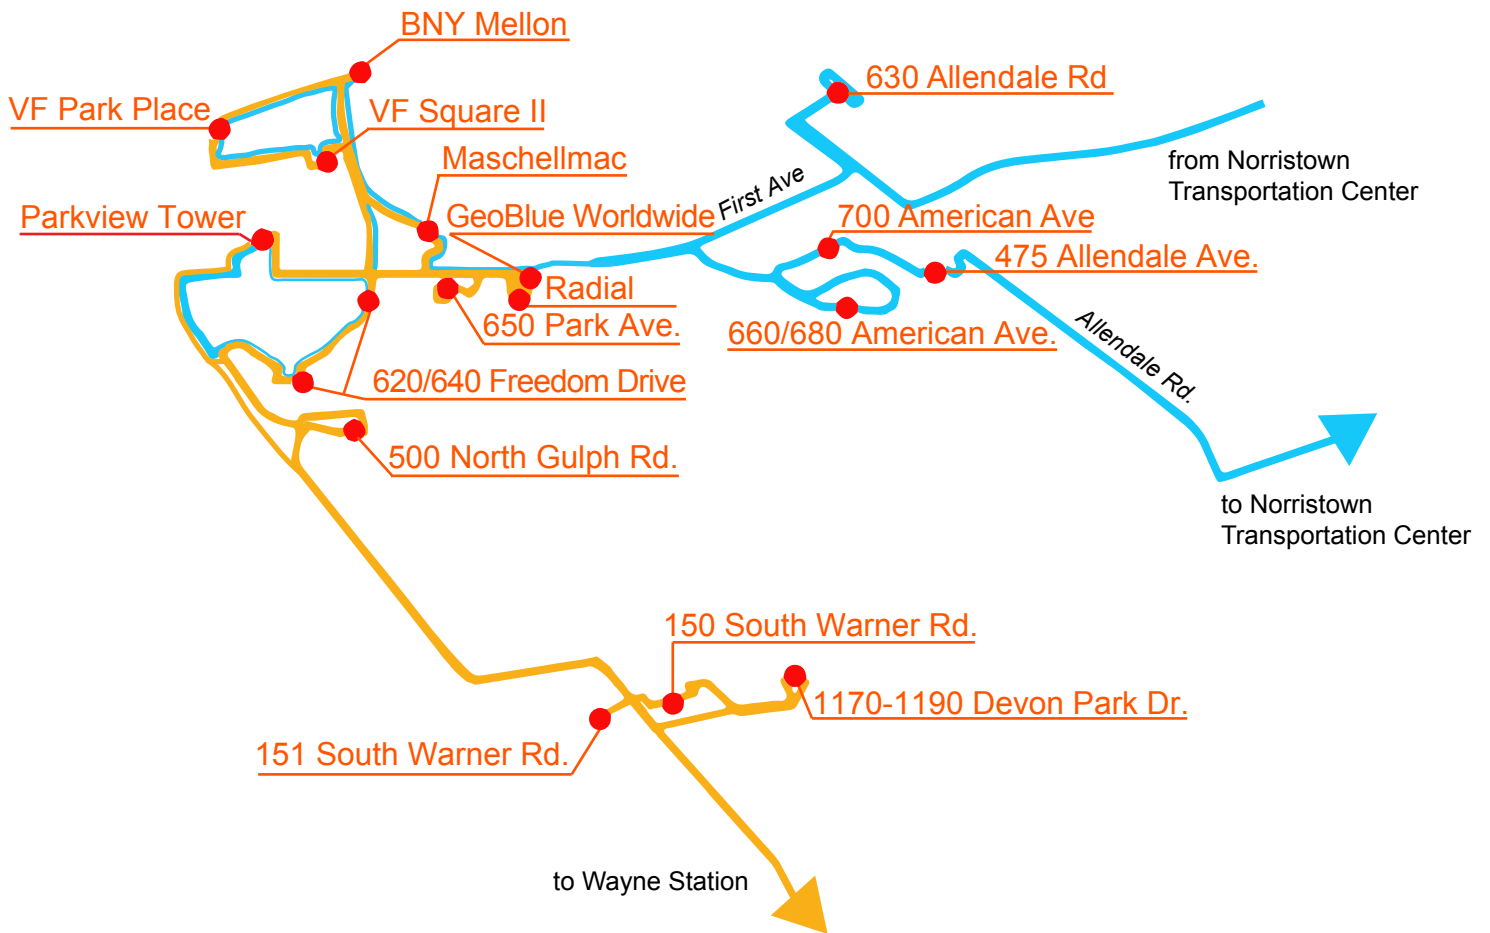 BNY Mellon
630 Allendale Rd
VF Park Place
VF Square II
Maschellmac
from Norristown
Transportation Center
First Ave
Parkview Tower
GeoBlue Worldwide
700 American Ave
475 Allendale Ave.
Radial
650 Park Ave.
660/680 American Ave.
Allendale Rd.
620/640 Freedom Drive
500 North Gulph Rd.
to Norristown
Transportation Center
150 South Warner Rd.
1170-1190 Devon Park Dr.
151 South Warner Rd.
to Wayne Station